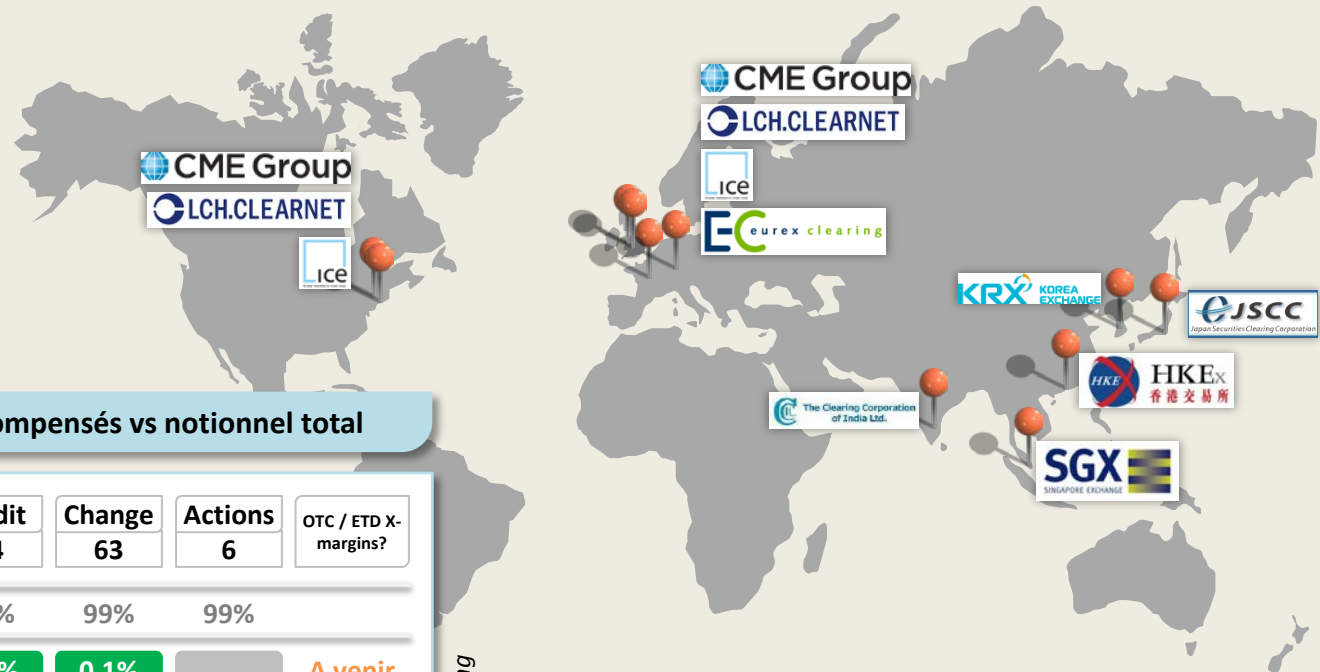 CME Group
LCH.CLEARNET
ice
CME Group
LCH.CLEARNET
ice
EC eurex clearing
KRX KOREA
EXCHANGE
JSCC
Japan Securities Clearing Corporation
HKEx
HKEx
香港交易所
The Clearing Corporation
of India Ltd.
SGX
SINGAPORE EXCHANGE
ompensés vs notionnel total
dit
Change
63
Actions
6
OTC / ETD X-
margins?
%
99%
99%
%
0.1%
A venir